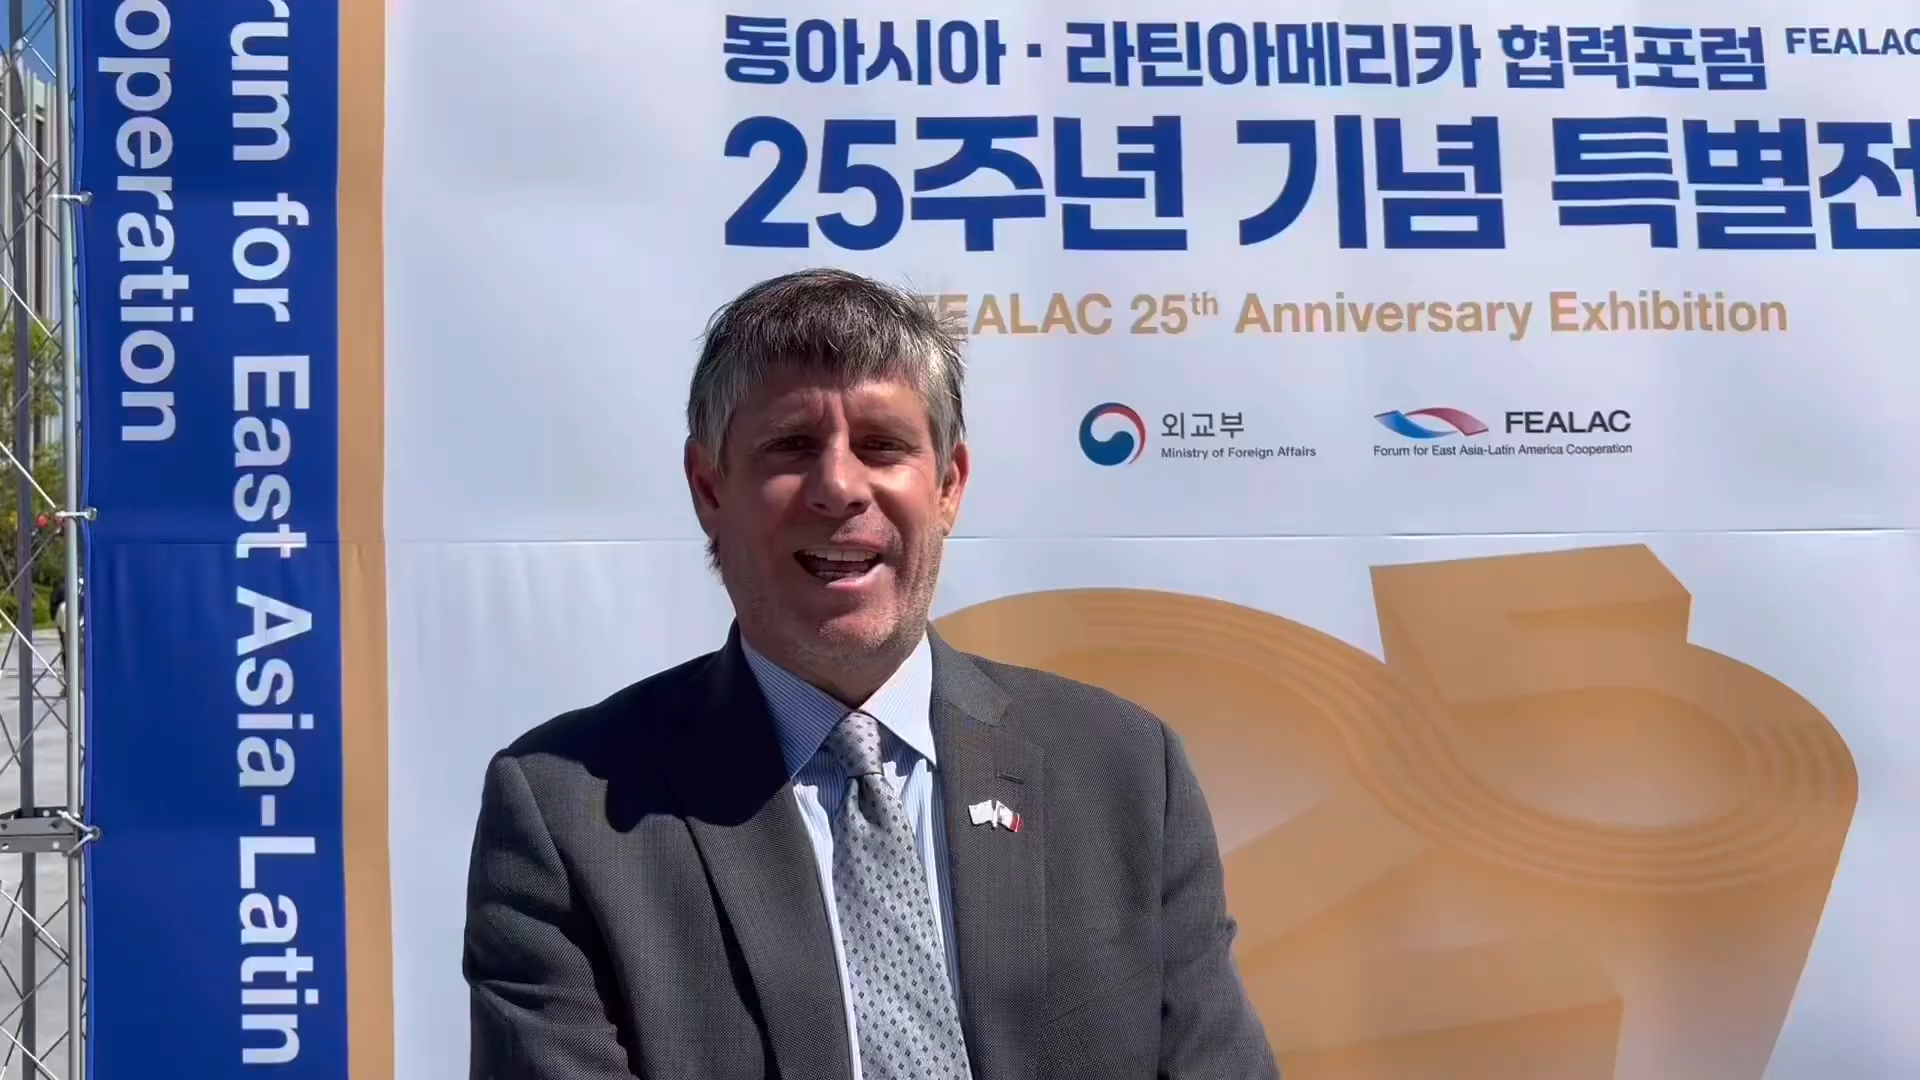 rum for East Asia-Latin
operation
동아시아·라틴아메리카 협력포럼 FEALAC
25주년 기념 특별전
EALAC 25th Anniversary Exhibition
외교부
Ministry of Foreign Affairs
FEALAC
Forum for East Asia-Latin America Cooperation